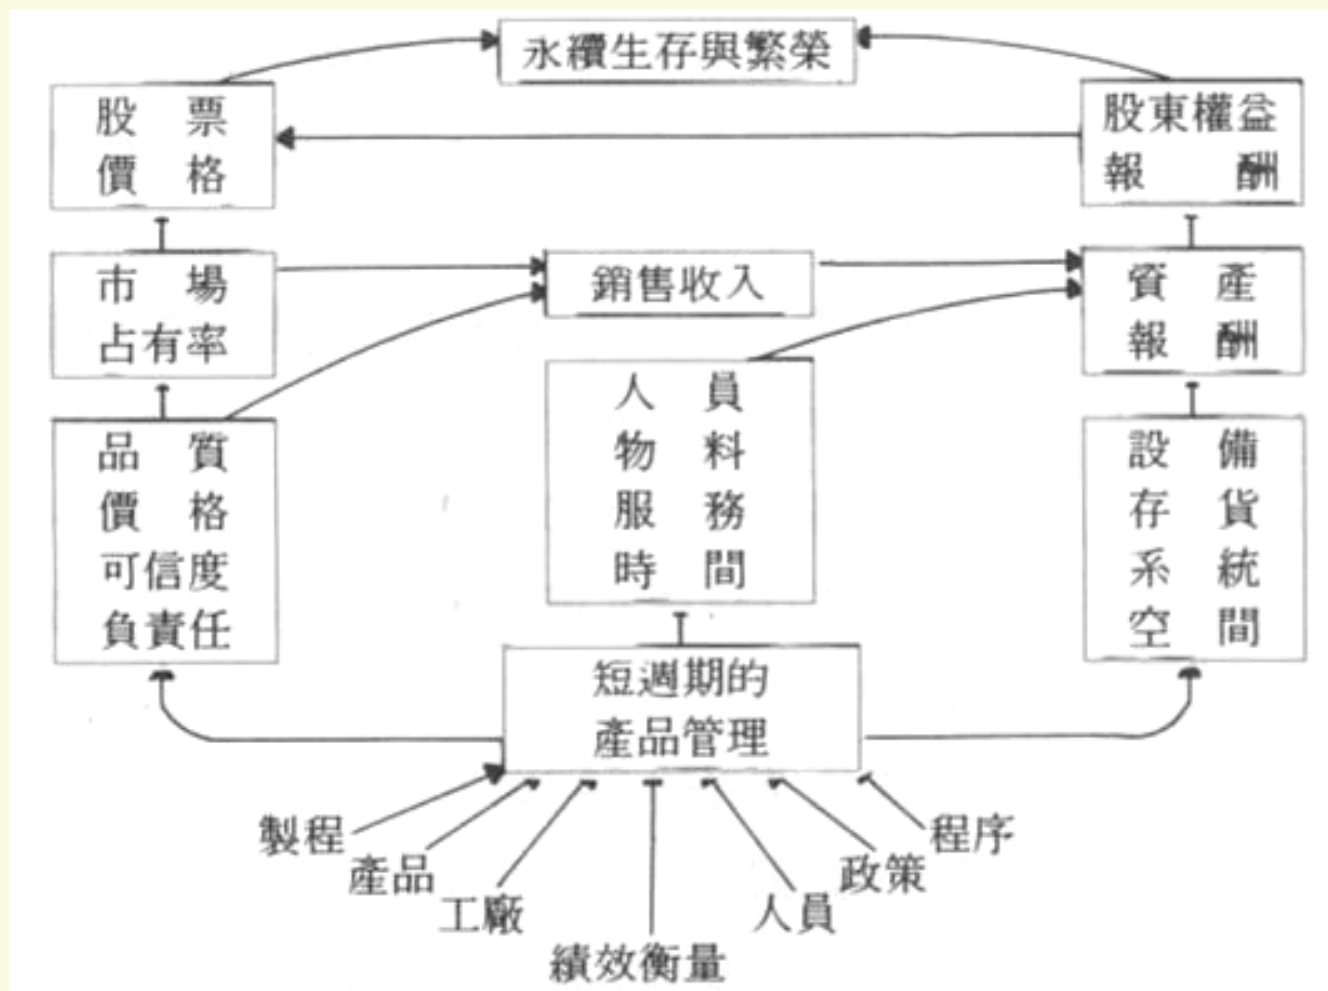 永續生存與繁榮
股票
價格
股東權益
報酬
市場
占有率
銷售收入
資產
報酬
品質
價格
可信度
負責任
人員
物料
服務
時間
設備
存貨
系統
空間
短週期的
產品管理
製程
產品
工廠
績效衡量
人員
政策
程序